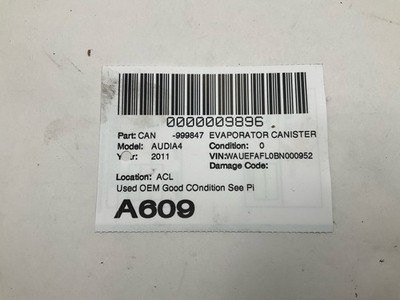 0000009896
Part: CAN -999847 EVAPORATOR CANISTER
Model: AUDIA4 Condition: 0
Year: 2011 VIN:WAUEFAFL0BN000952
Damage Code:
Location: ACL
Used OEM Good COndition See Pi
A609